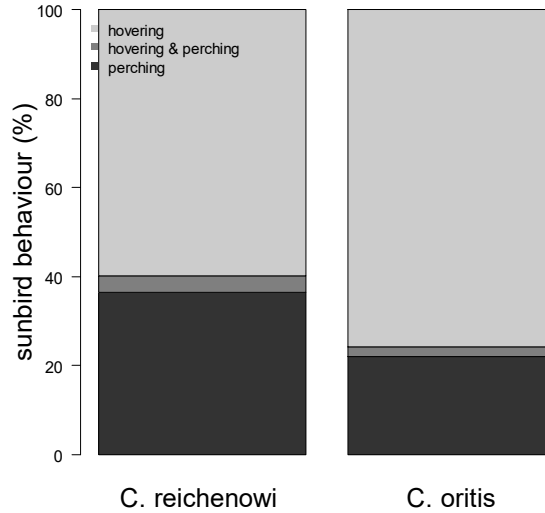 100
80
60
40
20
0
sunbird behaviour (%)
hovering
hovering & perching
perching
C. reichenowi
C. oritis